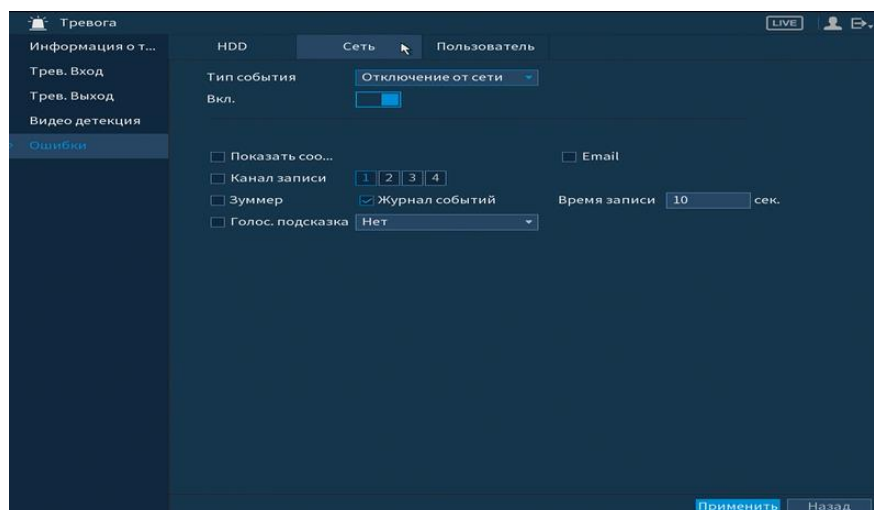 Тревога LIVE
Информация о т... HDD Сеть Пользователь
Трев. Вход Тип события Отключение от сети
Трев. Выход Вкл.
Видео детекция
Ошибки
Показать соо... Email
Канал записи 1 2 3 4
Зуммер Журнал событий Время записи 10 сек.
Голос. подсказка Нет
Применить Назад